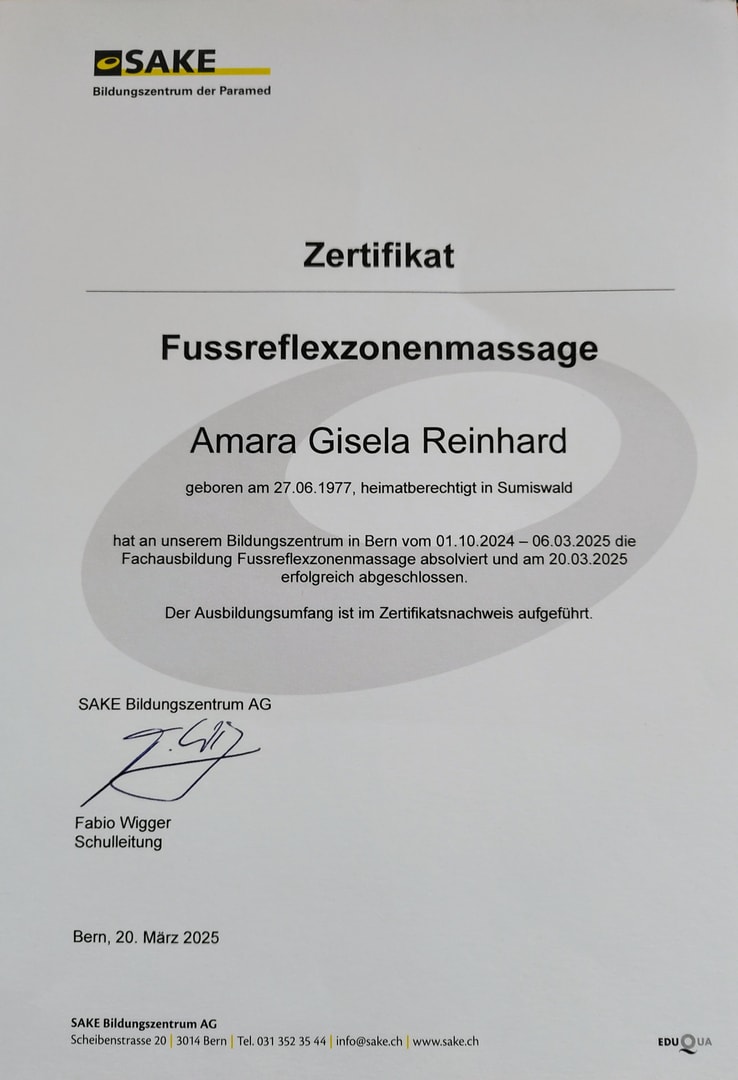 SAKE
Bildungszentrum der Paramed
Zertifikat
Fussreflexzonenmassage
Amara Gisela Reinhard
geboren am 27.06.1977, heimatberechtigt in Sumiswald
hat an unserem Bildungszentrum in Bern vom 01.10.2024 – 06.03.2025 die
Fachausbildung Fussreflexzonenmassage absolviert und am 20.03.2025
erfolgreich abgeschlossen.
Der Ausbildungsumfang ist im Zertifikatsnachweis aufgeführt.
SAKE Bildungszentrum AG
Fabio Wigger
Schulleitung
Bern, 20. März 2025
SAKE Bildungszentrum AG
Scheibenstrasse 20 | 3014 Bern | Tel. 031 352 35 44 | info@sake.ch | www.sake.ch
EDUQUA